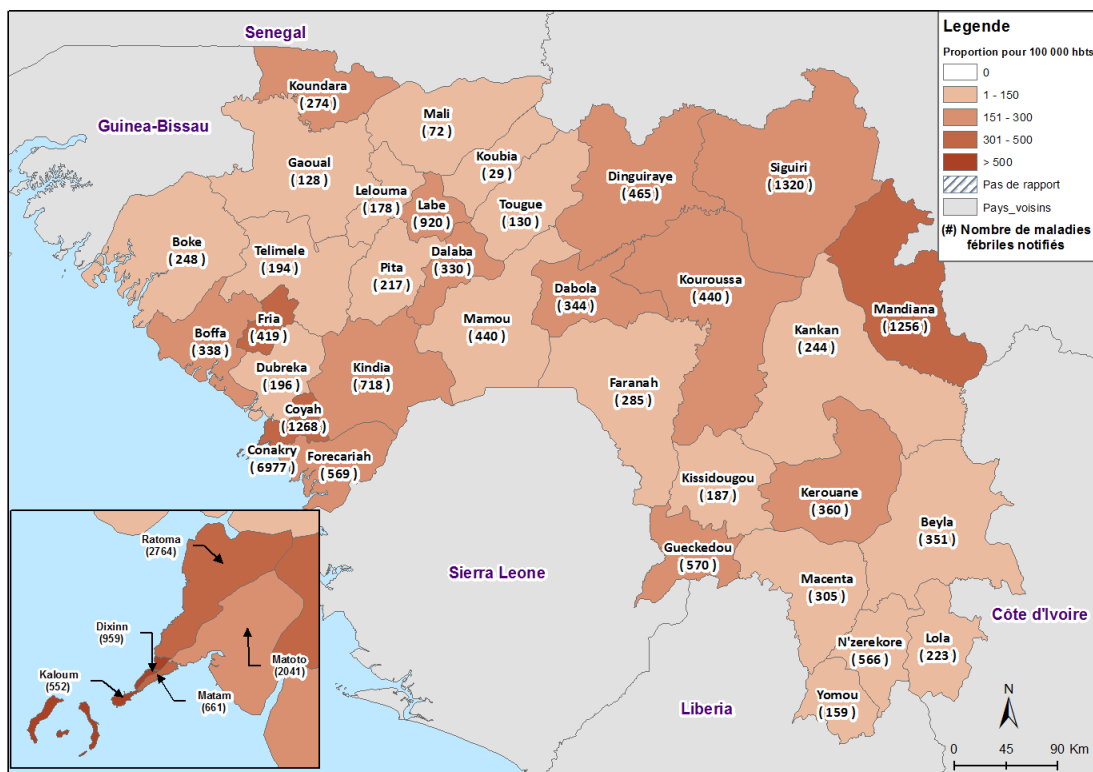 Senegal
Guinea-Bissau
Koundara
( 274 )
Mali
( 72 )
Gaoual
( 128 )
Koubia
( 29 )
Lelouma
( 178 )
Labe
( 920 )
Tougue
( 130 )
Dinguiraye
( 465 )
Siguiri
( 1320 )
Boke
( 248 )
Telimele
( 194 )
Pita
( 217 )
Dalaba
( 330 )
Dabola
( 344 )
Kouroussa
( 440 )
Mandiana
( 1256 )
Boffa
( 338 )
Fria
( 419 )
Mamou
( 440 )
Kankan
( 244 )
Dubreka
( 196 )
Kindia
( 718 )
Faranah
( 285 )
Coyah
( 1268 )
Conakry
( 6977 )
Forecariah
( 569 )
Kissidougou
( 187 )
Kerouane
( 360 )
Beyla
( 351 )
Gueckedou
( 570 )
Macenta
( 305 )
N'zerekore
( 566 )
Lola
( 223 )
Yomou
( 159 )
Sierra Leone
Liberia
Côte d'Ivoire
Legende
Proportion pour 100 000 hbts
0
1 - 150
151 - 300
301 - 500
> 500
Pas de rapport
Pays_voisins
(#) Nombre de maladies
fébriles notifiés
Ratoma
(2764)
Dixinn
(959)
Kaloum
(552)
Matam
(661)
Matoto
(2041)
N
0 45 90 Km